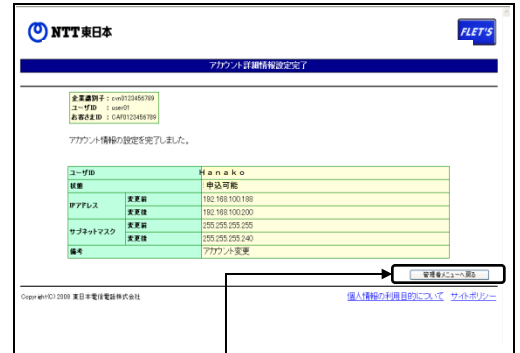 NTT東日本
FLET'S
アカウント詳細情報設定完了
企業識別子：cvn0123456789
ユーザID ：user01
お客さまID ：CAF0123456789
アカウント情報の設定を完了しました。
ユーザID Ｈａｎａｋｏ
状態 申込可能
IPアドレス 変更前 192.168.100.188
変更後 192.168.100.200
サブネットマスク 変更前 255.255.255.255
変更後 255.255.255.240
備考 アカウント変更
管理者メニューへ戻る
Copyright(C) 2008 東日本電信電話株式会社 個人情報の利用目的について サイトポリシー